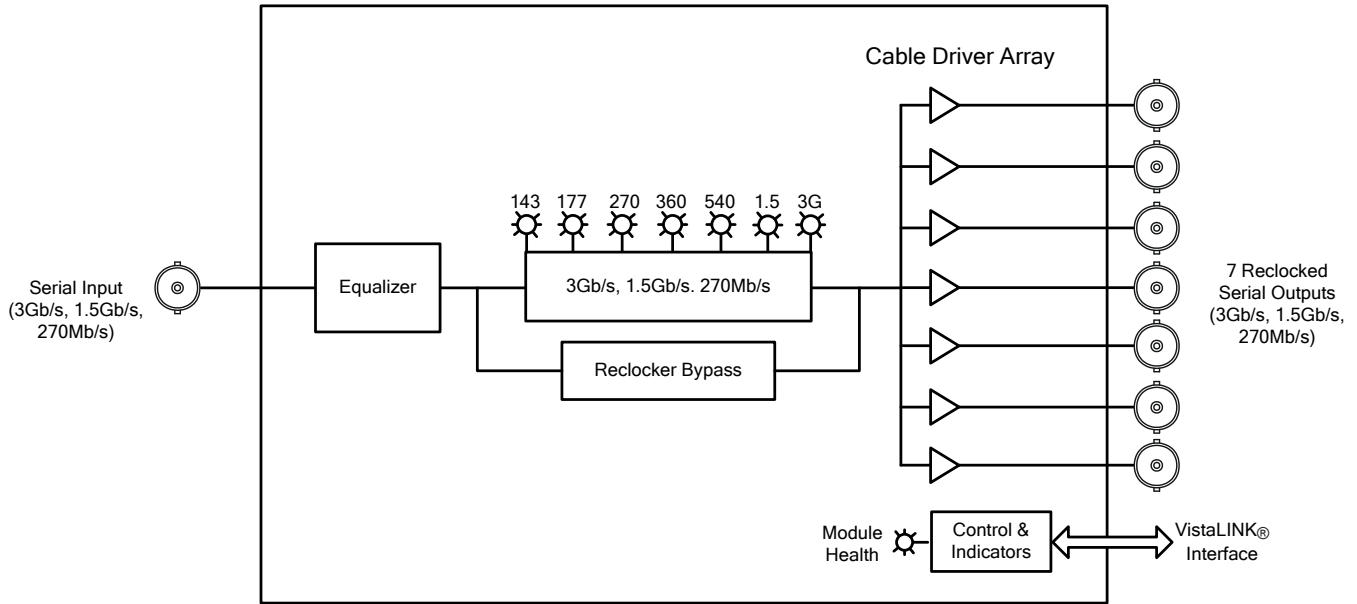 Cable Driver Array
143 177 270 360 540 1.5 3G
Serial Input
(3Gb/s, 1.5Gb/s,
270Mb/s)
Equalizer
3Gb/s, 1.5Gb/s. 270Mb/s
Reclocker Bypass
7 Reclocked
Serial Outputs
(3Gb/s, 1.5Gb/s,
270Mb/s)
Module
Health
Control &
Indicators
VistaLINK®
Interface